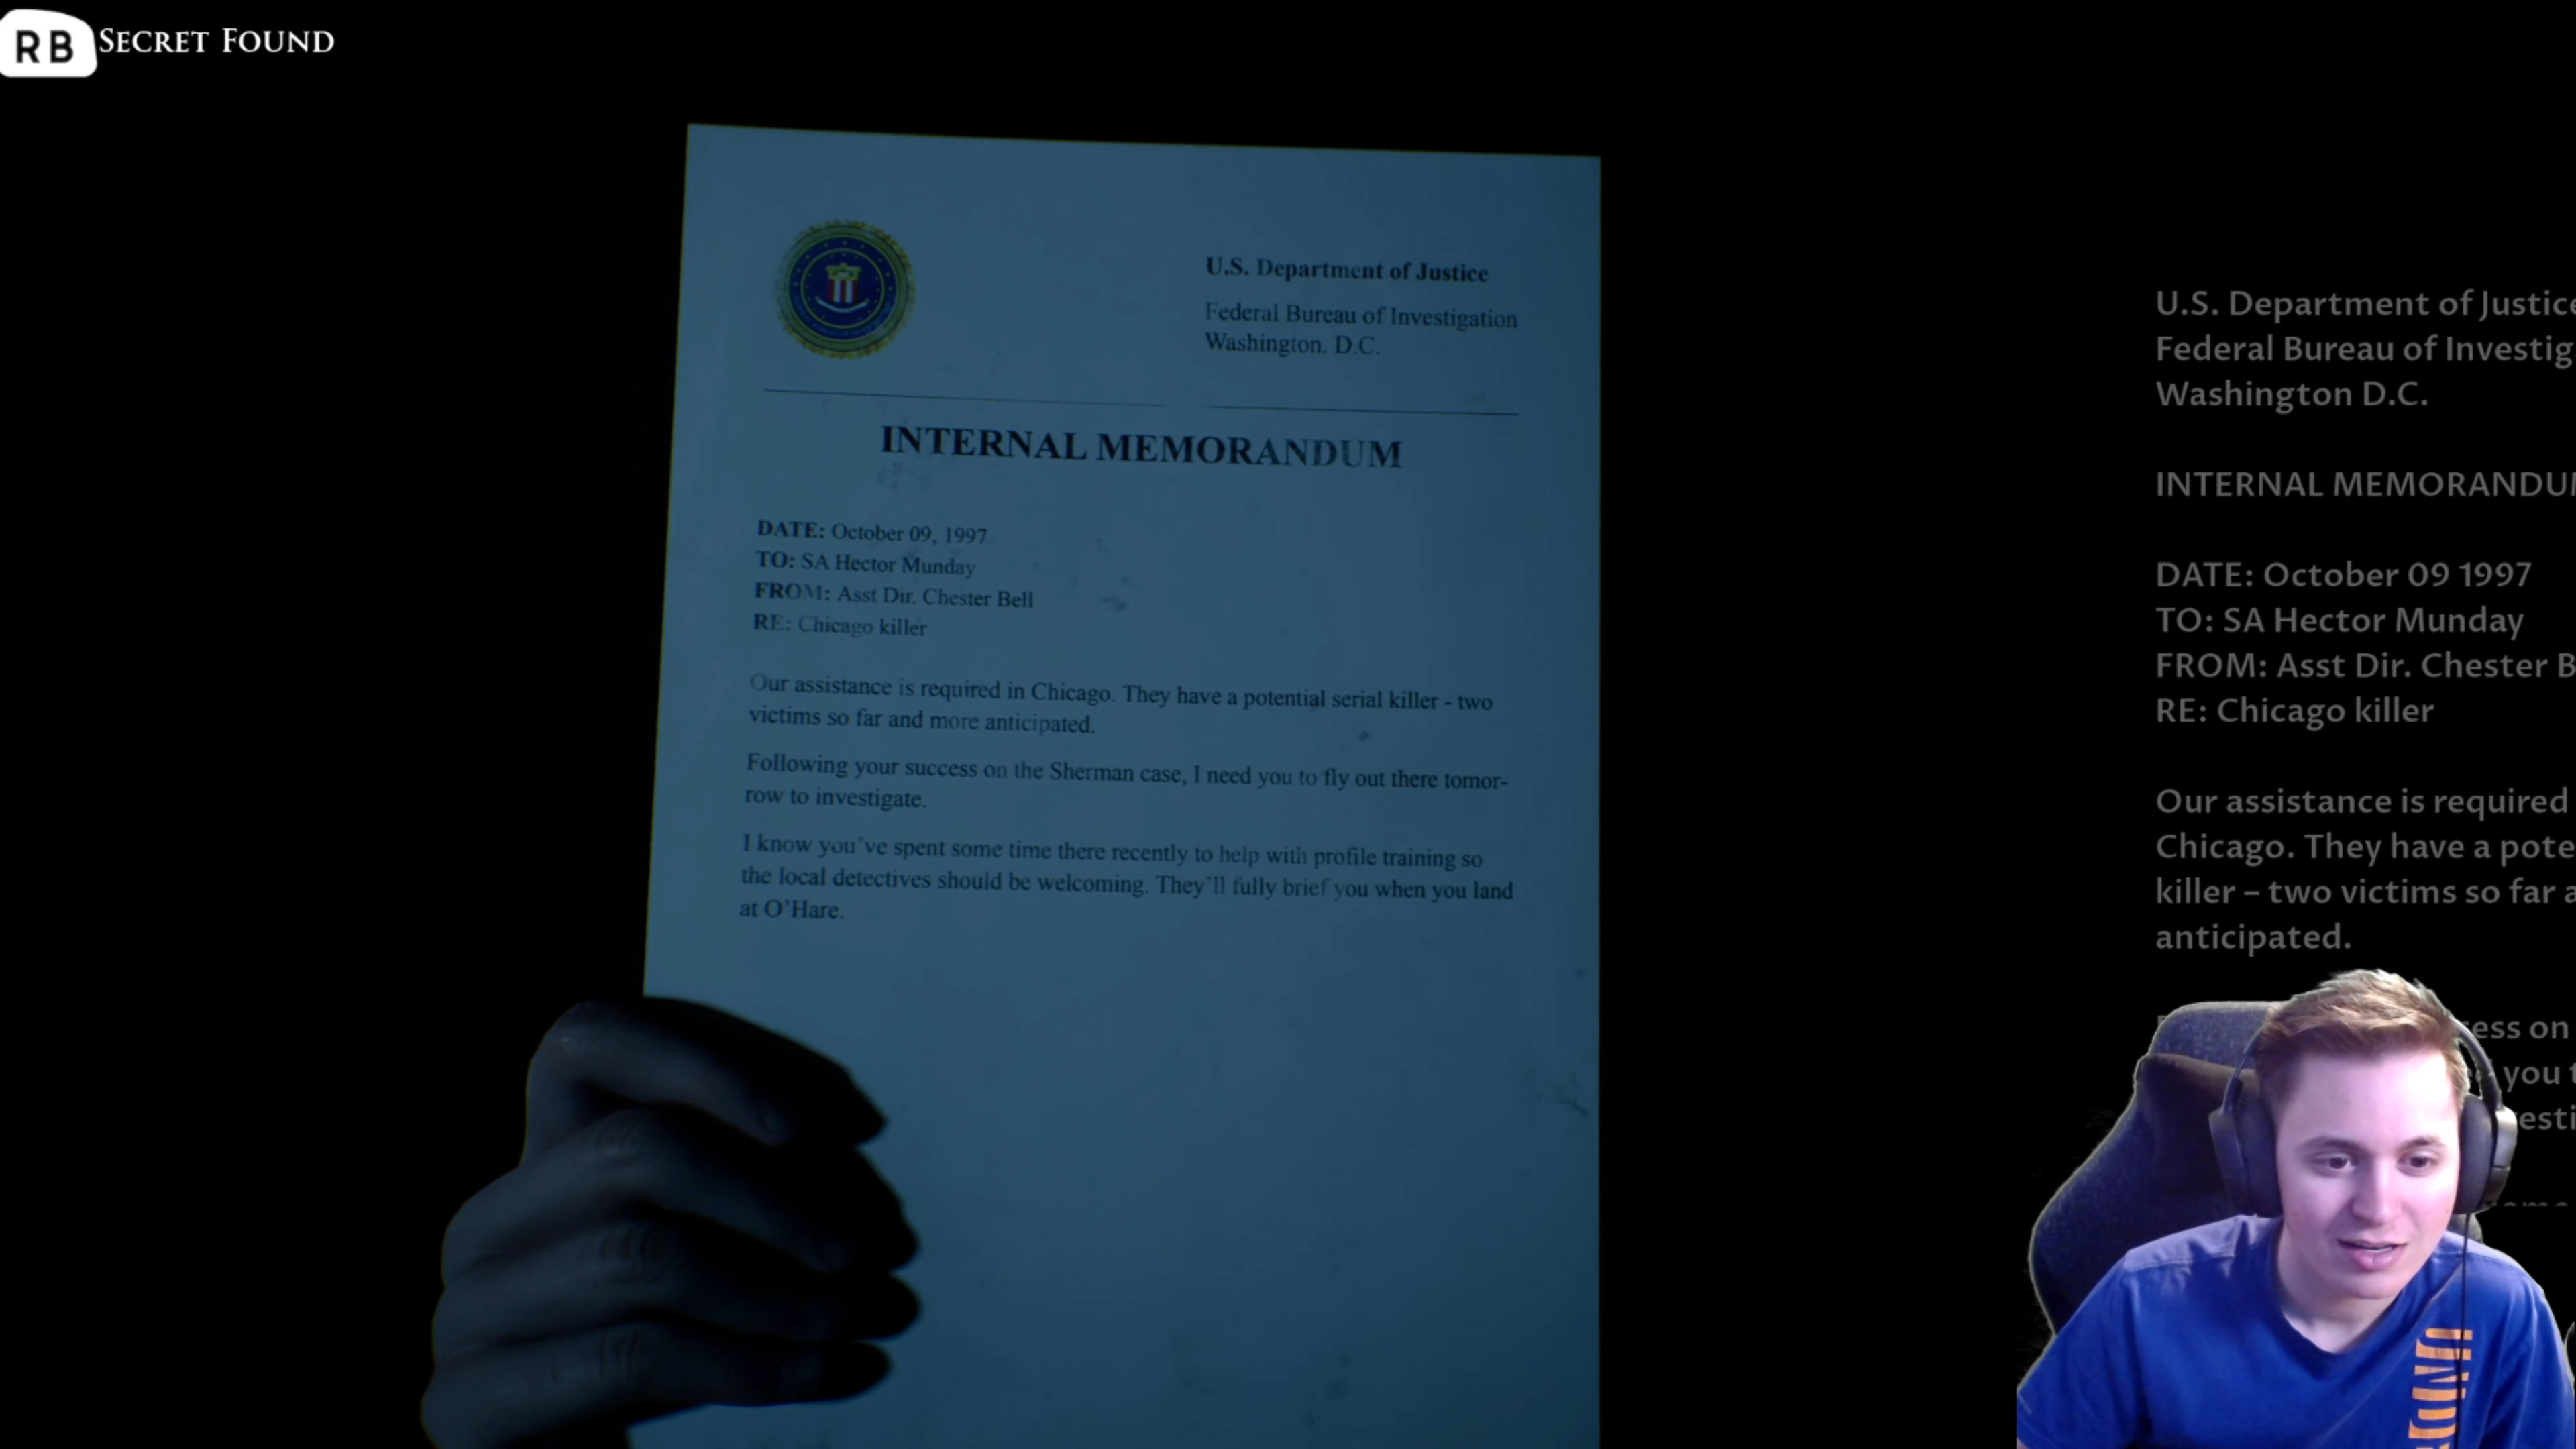 RB SECRET FOUND
U.S. Department of Justice
Federal Bureau of Investigation
Washington. D.C.
INTERNAL MEMORANDUM
DATE: October 09, 1997
TO: SA Hector Munday
FROM: Asst Dir. Chester Bell
RE: Chicago killer
Our assistance is required in Chicago. They have a potential serial killer - two
victims so far and more anticipated.
Following your success on the Sherman case, I need you to fly out there tomor-
row to investigate.
I know you've spent some time there recently to help with profile training so
the local detectives should be welcoming. They'll fully brief you when you land
at O'Hare.
U.S. Department of Justice
Federal Bureau of Investig
Washington D.C.
INTERNAL MEMORANDUM
DATE: October 09 1997
TO: SA Hector Munday
FROM: Asst Dir. Chester B
RE: Chicago killer
Our assistance is required
Chicago. They have a pote
killer – two victims so far a
anticipated.
ess on
you t
esti